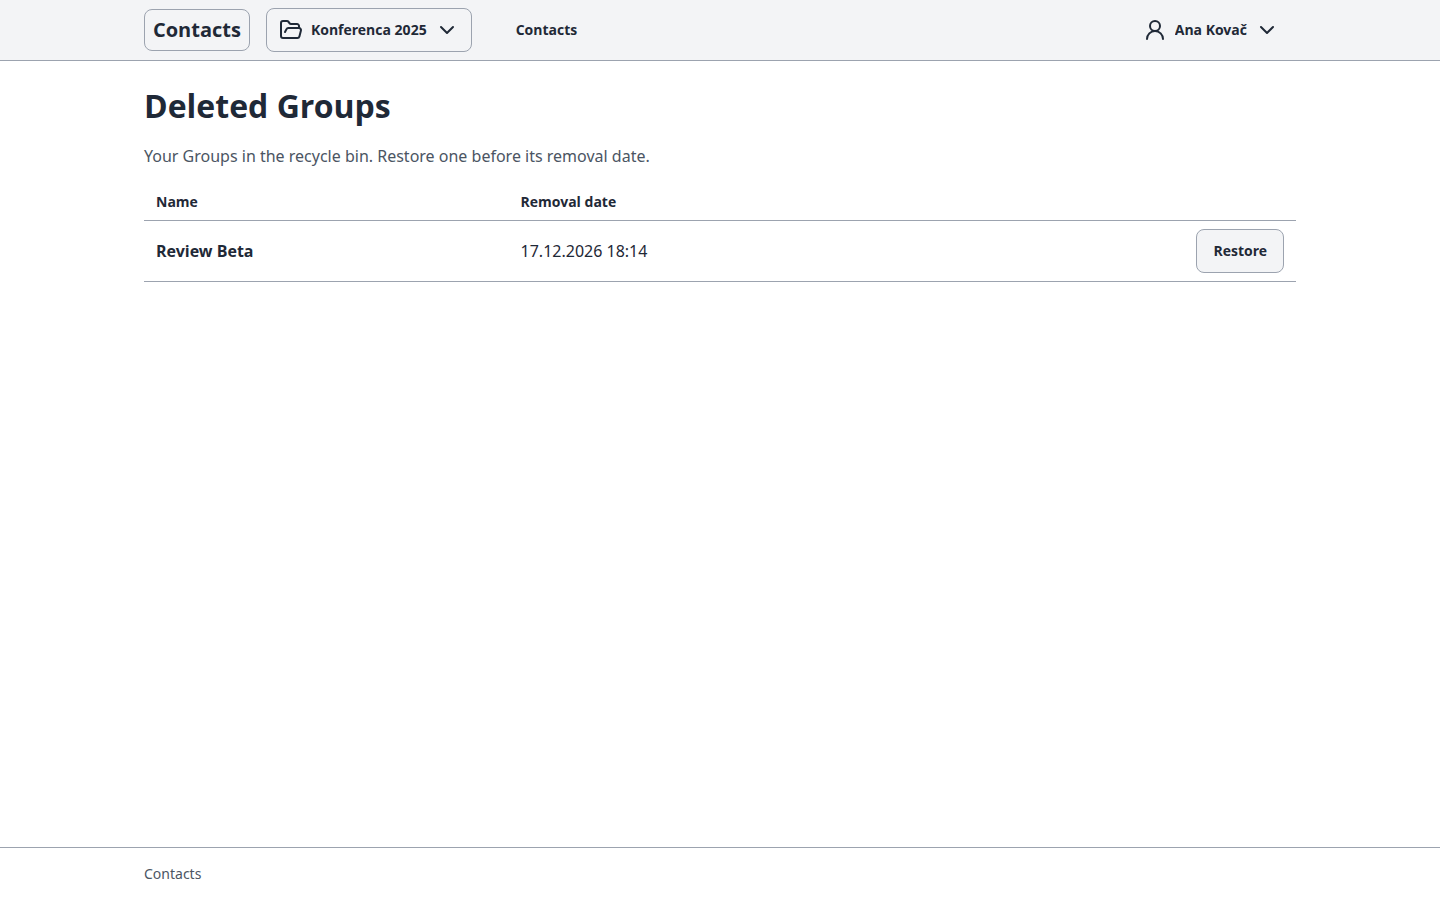 Contacts
Konferenca 2025
Contacts
Ana Kovač
Deleted Groups
Your Groups in the recycle bin. Restore one before its removal date.
Name
Removal date
Review Beta
17.12.2026 18:14
Restore
Contacts